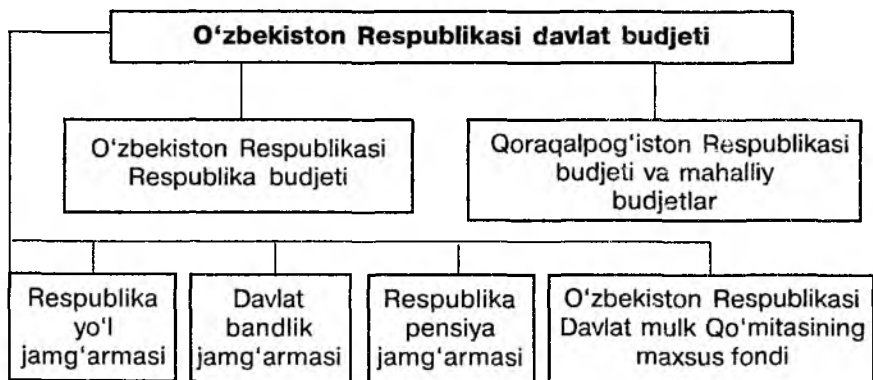 O‘zbekiston Respublikasi davlat budjeti
O‘zbekiston Respublikasi
Respublika budjeti
Qoraqalpog‘iston Respublikasi
budjeti va mahalliy
budjetlar
Respublika
yo‘l
jamg‘armasi
Davlat
bandlik
jamg‘armasi
Respublika
pensiya
jamg‘armasi
O‘zbekiston Respublikasi
Davlat mulk Qo‘mitasining
maxsus fondi